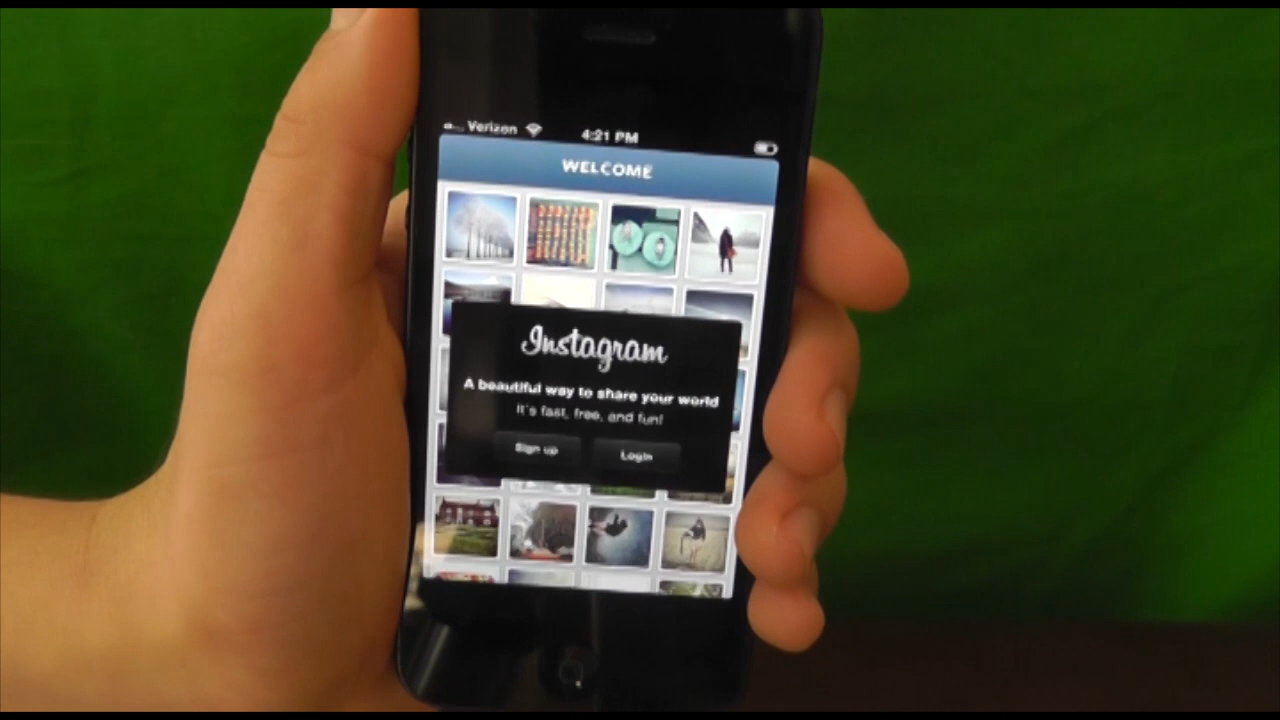 Verizon 4:21 PM
WELCOME
Instagram
A beautiful way to share your world
It's fast, free, and fun!
Sign up Login